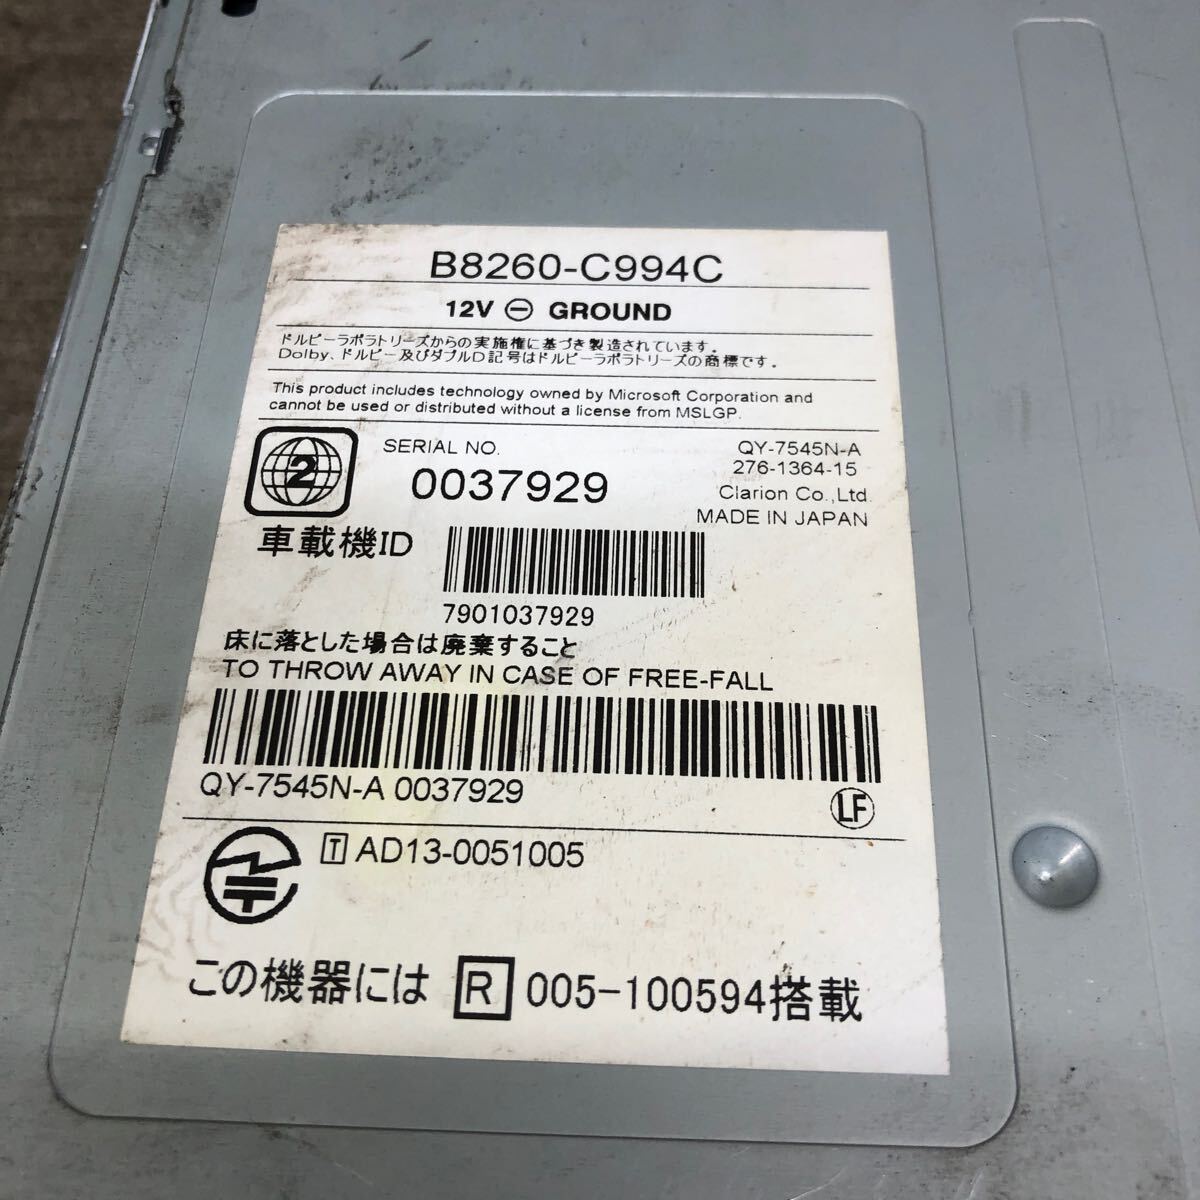 B8260-C994C
12V ⊖ GROUND
ドルビーラボラトリーズからの実施権に基づき製造されています。
Dolby、ドルビー及びダブルD記号はドルビーラボラトリーズの商標です。
This product includes technology owned by Microsoft Corporation and
cannot be used or distributed without a license from MSLGP.
2
SERIAL NO.
0037929
QY-7545N-A
276-1364-15
Clarion Co.,Ltd.
MADE IN JAPAN
車載機ID
7901037929
床に落とした場合は廃棄すること
TO THROW AWAY IN CASE OF FREE-FALL
QY-7545N-A 0037929
LF
T AD13-0051005
この機器には R 005-100594搭載